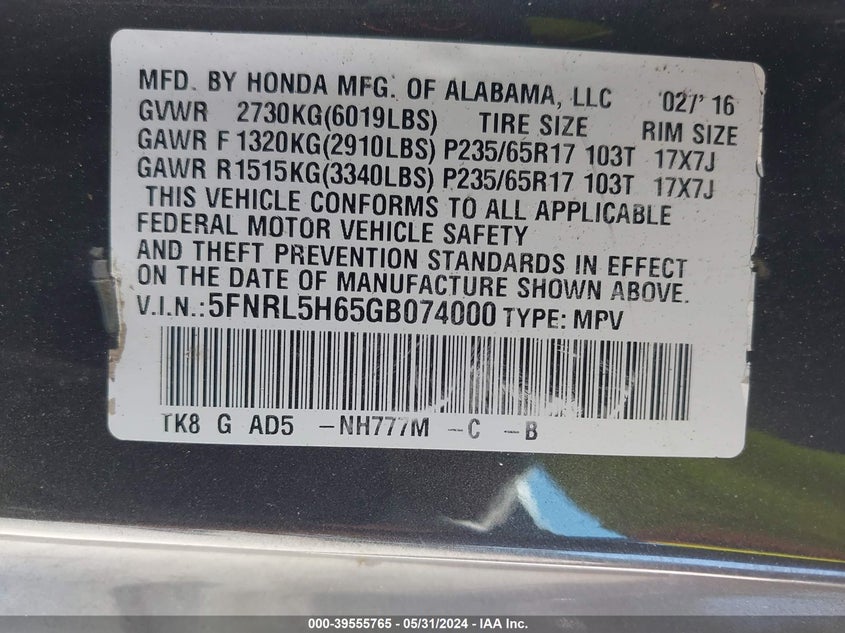 MFD. BY HONDA MFG. OF ALABAMA, LLC '02/' 16
GVWR 2730KG(6019LBS) TIRE SIZE RIM SIZE
GAWR F 1320KG(2910LBS) P235/65R17 103T 17X7J
GAWR R 1515KG(3340LBS) P235/65R17 103T 17X7J
THIS VEHICLE CONFORMS TO ALL APPLICABLE
FEDERAL MOTOR VEHICLE SAFETY
AND THEFT PREVENTION STANDARDS IN EFFECT
ON THE DATE OF MANUFACTURE SHOWN ABOVE.
V.I.N.:5FNRL5H65GB074000 TYPE: MPV
TK8 G AD5 -NH777M -C -B
000-39555765 - 05/31/2024 - IAA Inc.